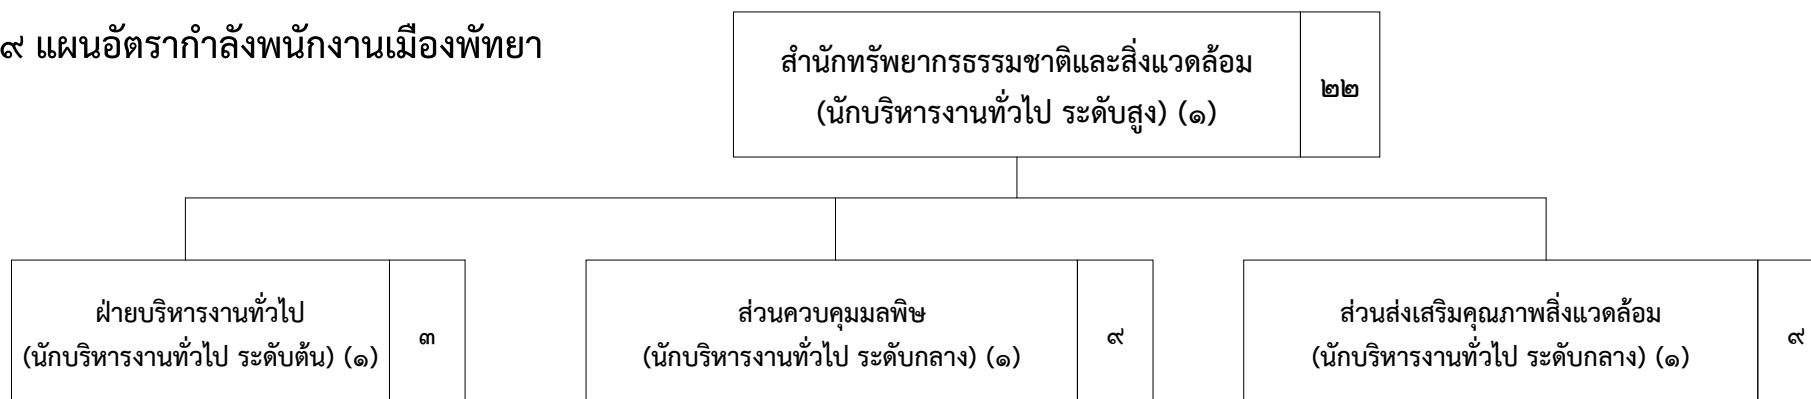 ๙ แผนอัตรากำลังพนักงานเมืองพัทยา
สำนักทรัพยากรธรรมชาติและสิ่งแวดล้อม
(นักบริหารงานทั่วไป ระดับสูง) (๑)
๒๒
ฝ่ายบริหารงานทั่วไป
(นักบริหารงานทั่วไป ระดับต้น) (๑)
๓
ส่วนควบคุมมลพิษ
(นักบริหารงานทั่วไป ระดับกลาง) (๑)
๙
ส่วนส่งเสริมคุณภาพสิ่งแวดล้อม
(นักบริหารงานทั่วไป ระดับกลาง) (๑)
๙